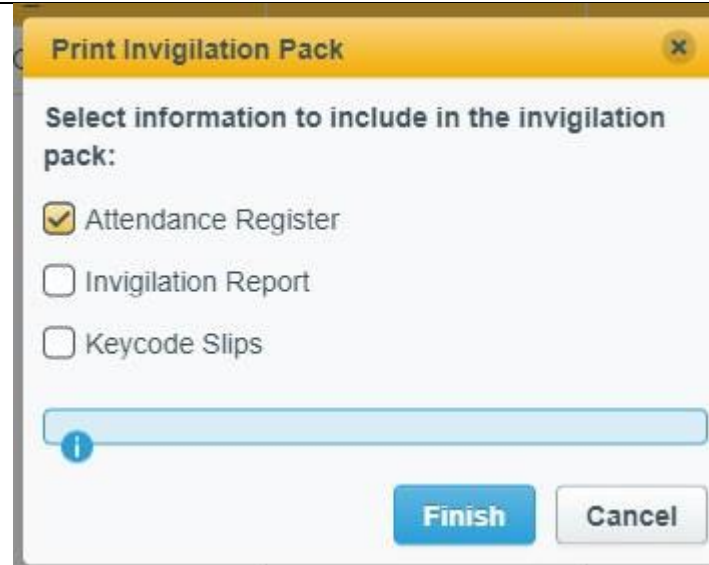 Print Invigilation Pack
Select information to include in the invigilation
pack:
Attendance Register
Invigilation Report
Keycode Slips
Finish Cancel